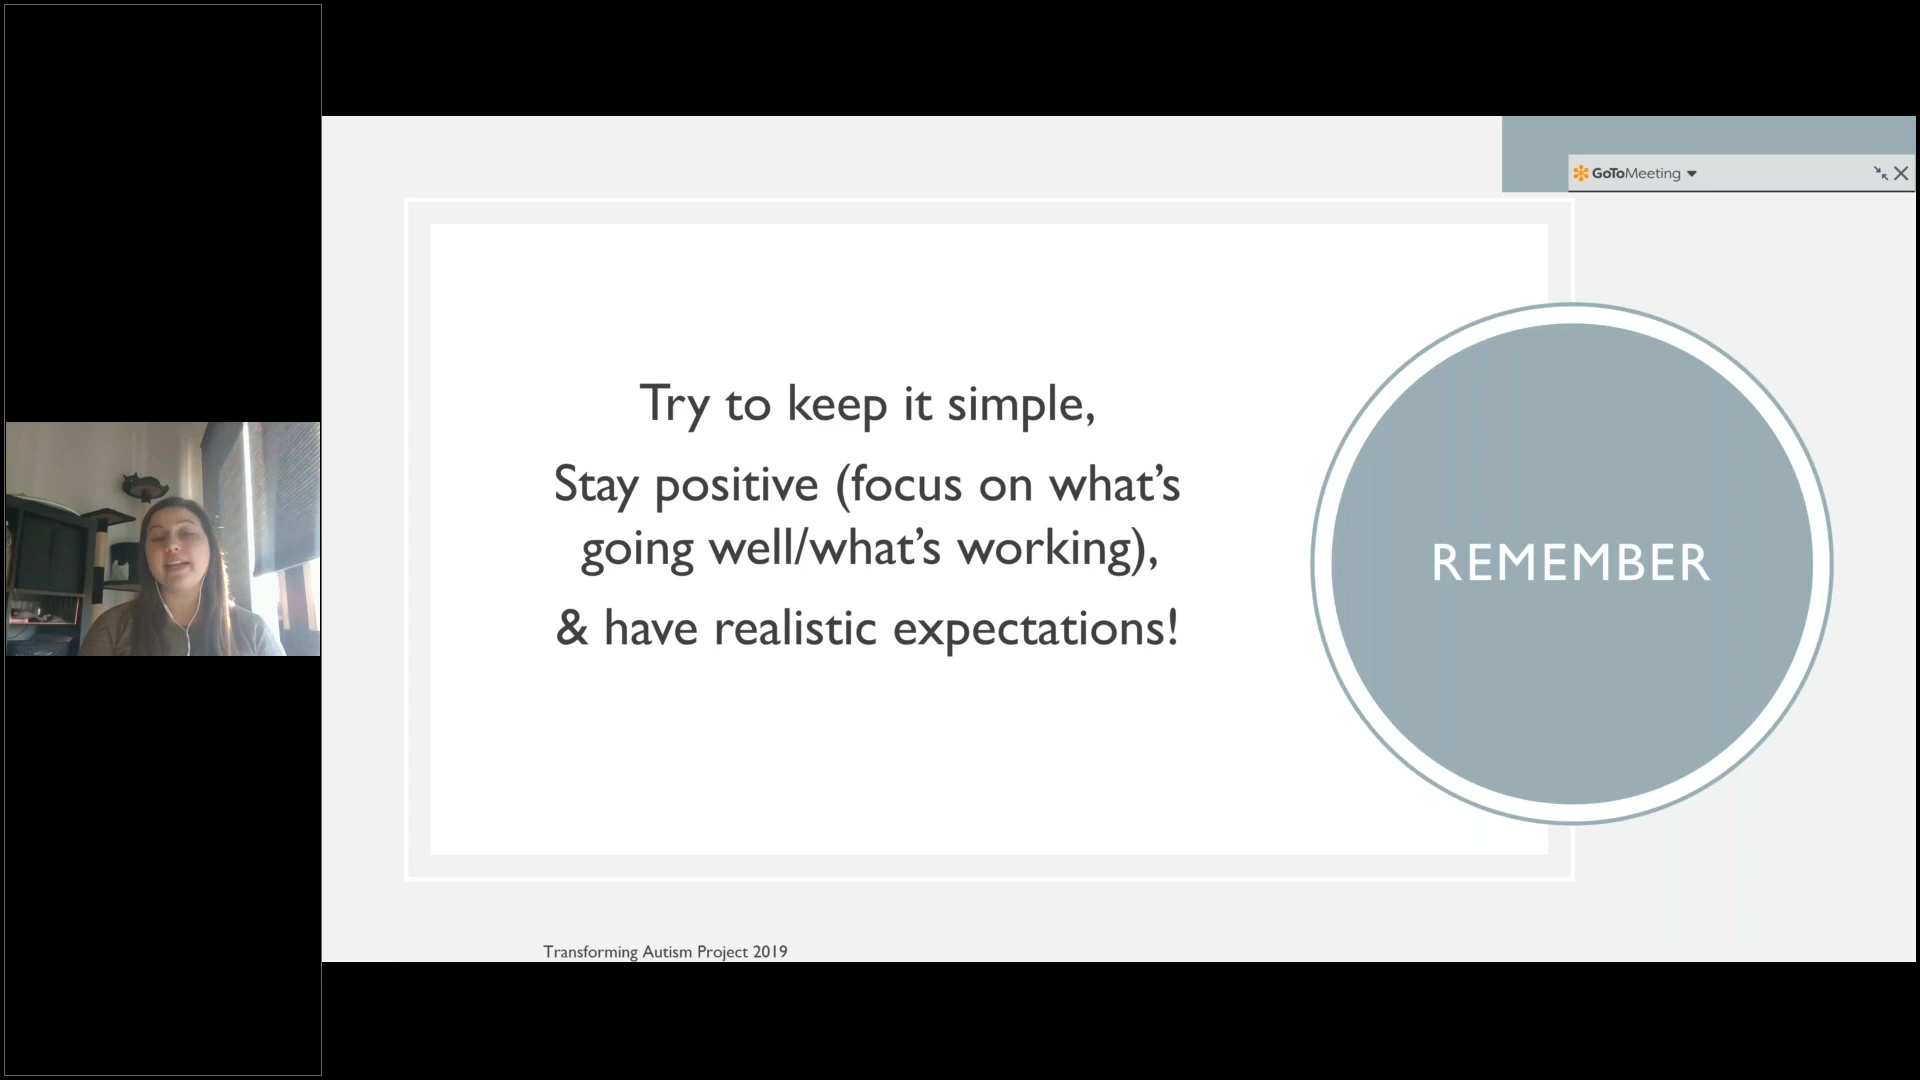 GoToMeeting
Try to keep it simple,
Stay positive (focus on what's
going well/what's working),
& have realistic expectations!
REMEMBER
Transforming Autism Project 2019